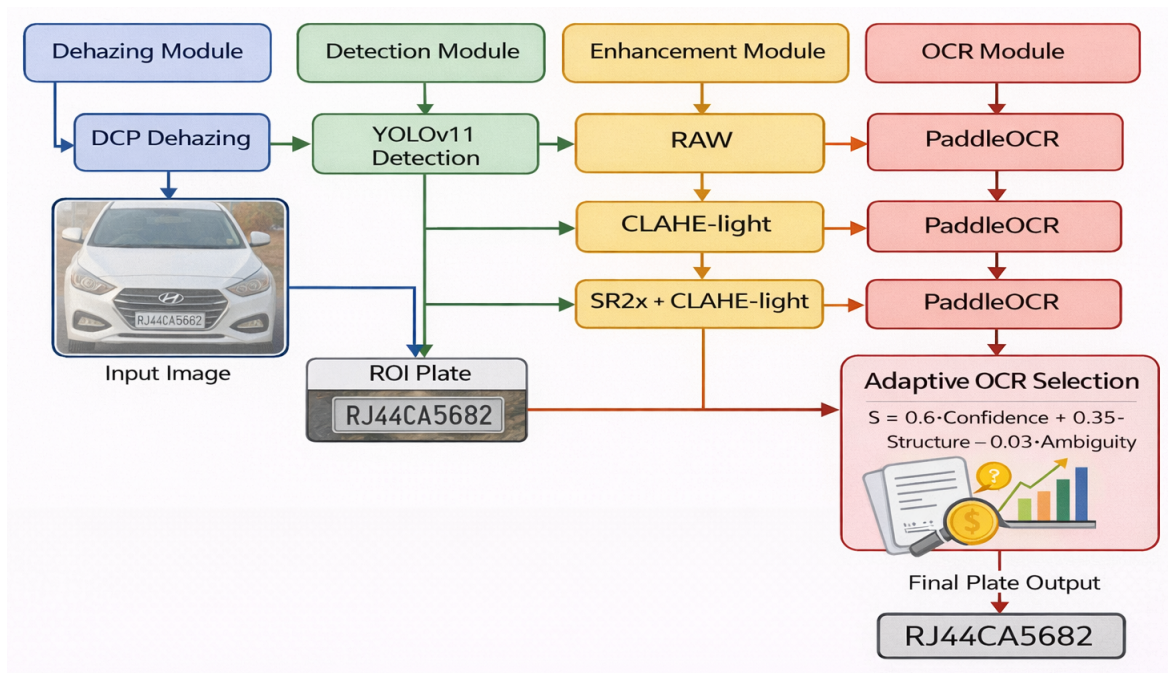 Dehazing Module
Detection Module
Enhancement Module
OCR Module
DCP Dehazing
YOLOv11
Detection
RAW
PaddleOCR
CLAHE-light
PaddleOCR
SR2x + CLAHE-light
PaddleOCR
RJ44CA5662
Input Image
ROI Plate
RJ44CA5682
Adaptive OCR Selection
S = 0.6·Confidence + 0.35-
Structure – 0.03·Ambiguity
?
$
Final Plate Output
RJ44CA5682